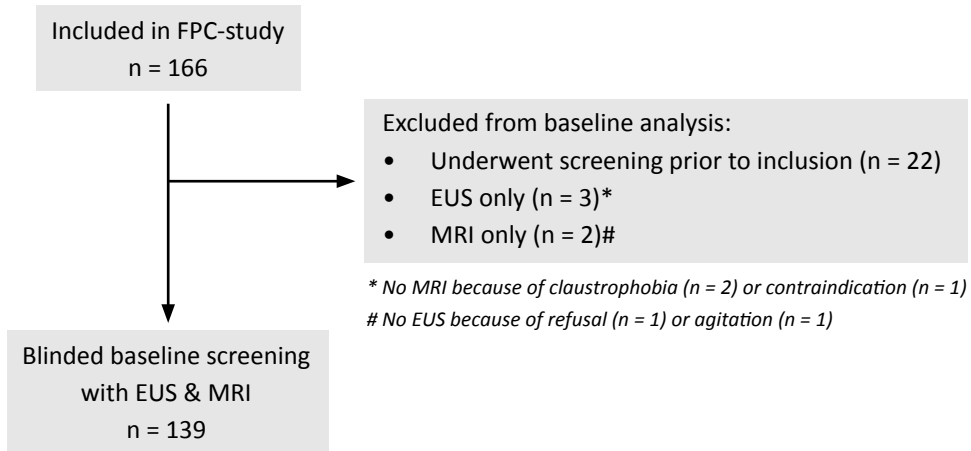 Included in FPC-study
n = 166
Excluded from baseline analysis:
• Underwent screening prior to inclusion (n = 22)
• EUS only (n = 3)*
• MRI only (n = 2)#
* No MRI because of claustrophobia (n = 2) or contraindication (n = 1)
# No EUS because of refusal (n = 1) or agitation (n = 1)
Blinded baseline screening
with EUS & MRI
n = 139